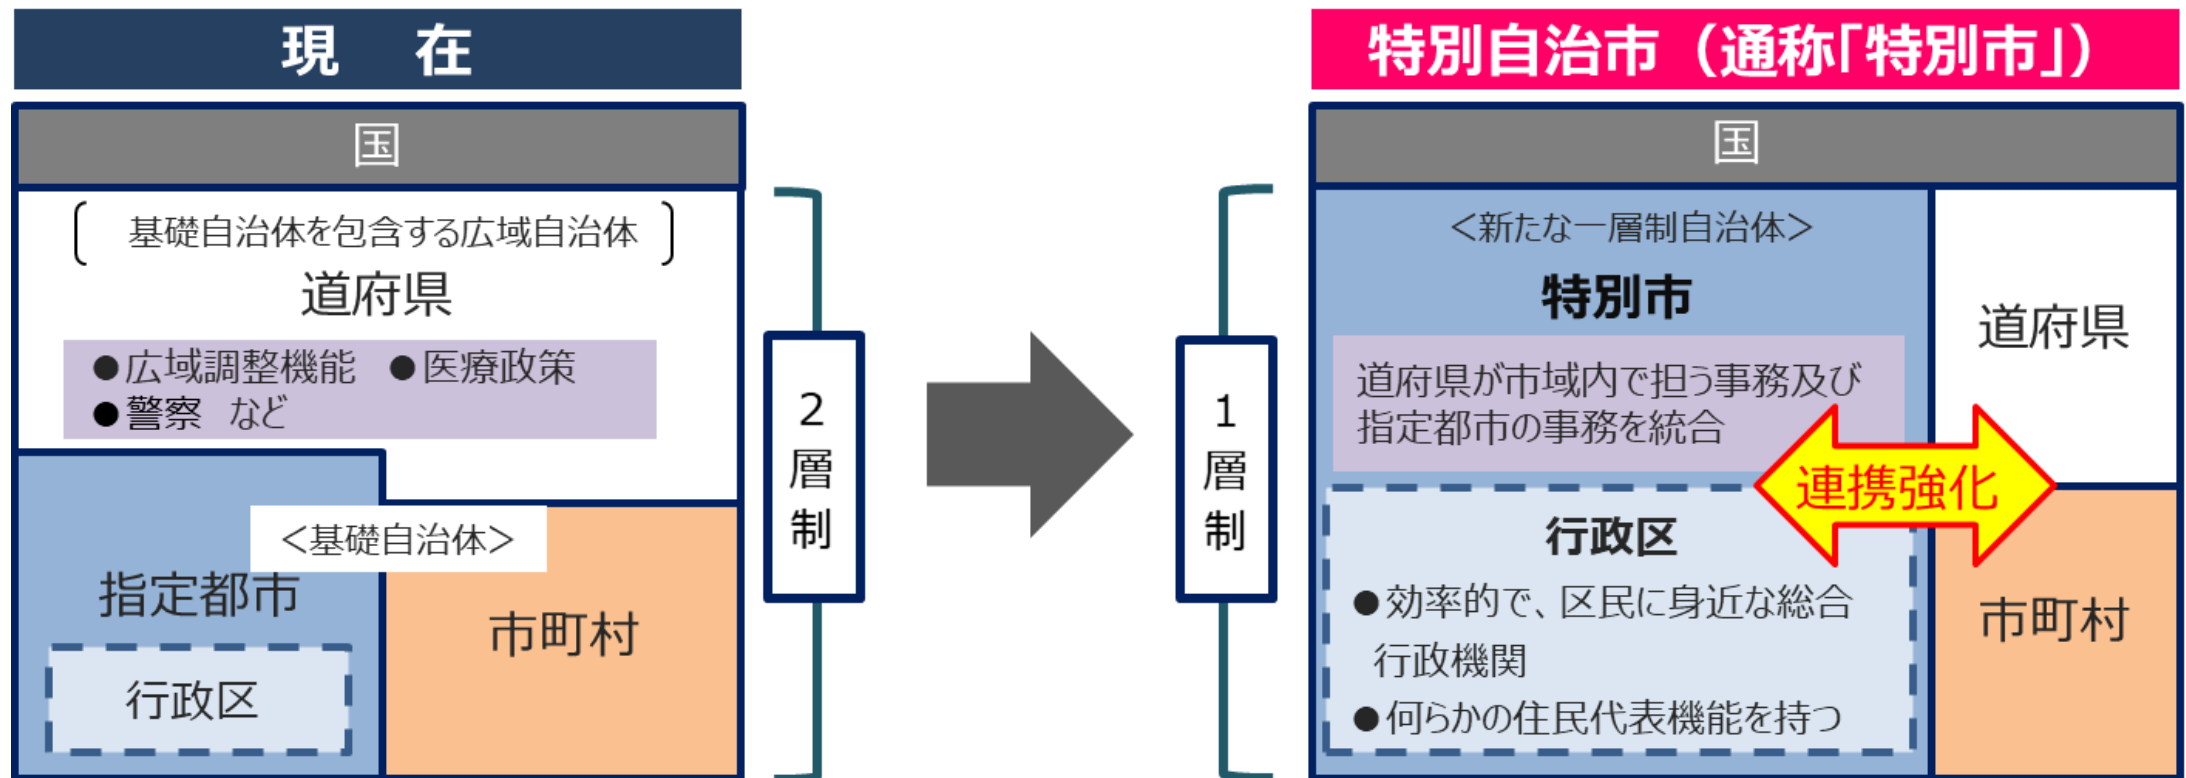 現 在
国
基礎自治体を包含する広域自治体
道府県
●広域調整機能 ●医療政策
●警察 など
<基礎自治体>
指定都市
市町村
行政区
2層制
特別自治市（通称「特別市」）
国
<新たな一層制自治体>
特別市
道府県が市域内で担う事務及び
指定都市の事務を統合
道府県
連携強化
行政区
●効率的で、区民に身近な総合
行政機関
●何らかの住民代表機能を持つ
市町村
1層制